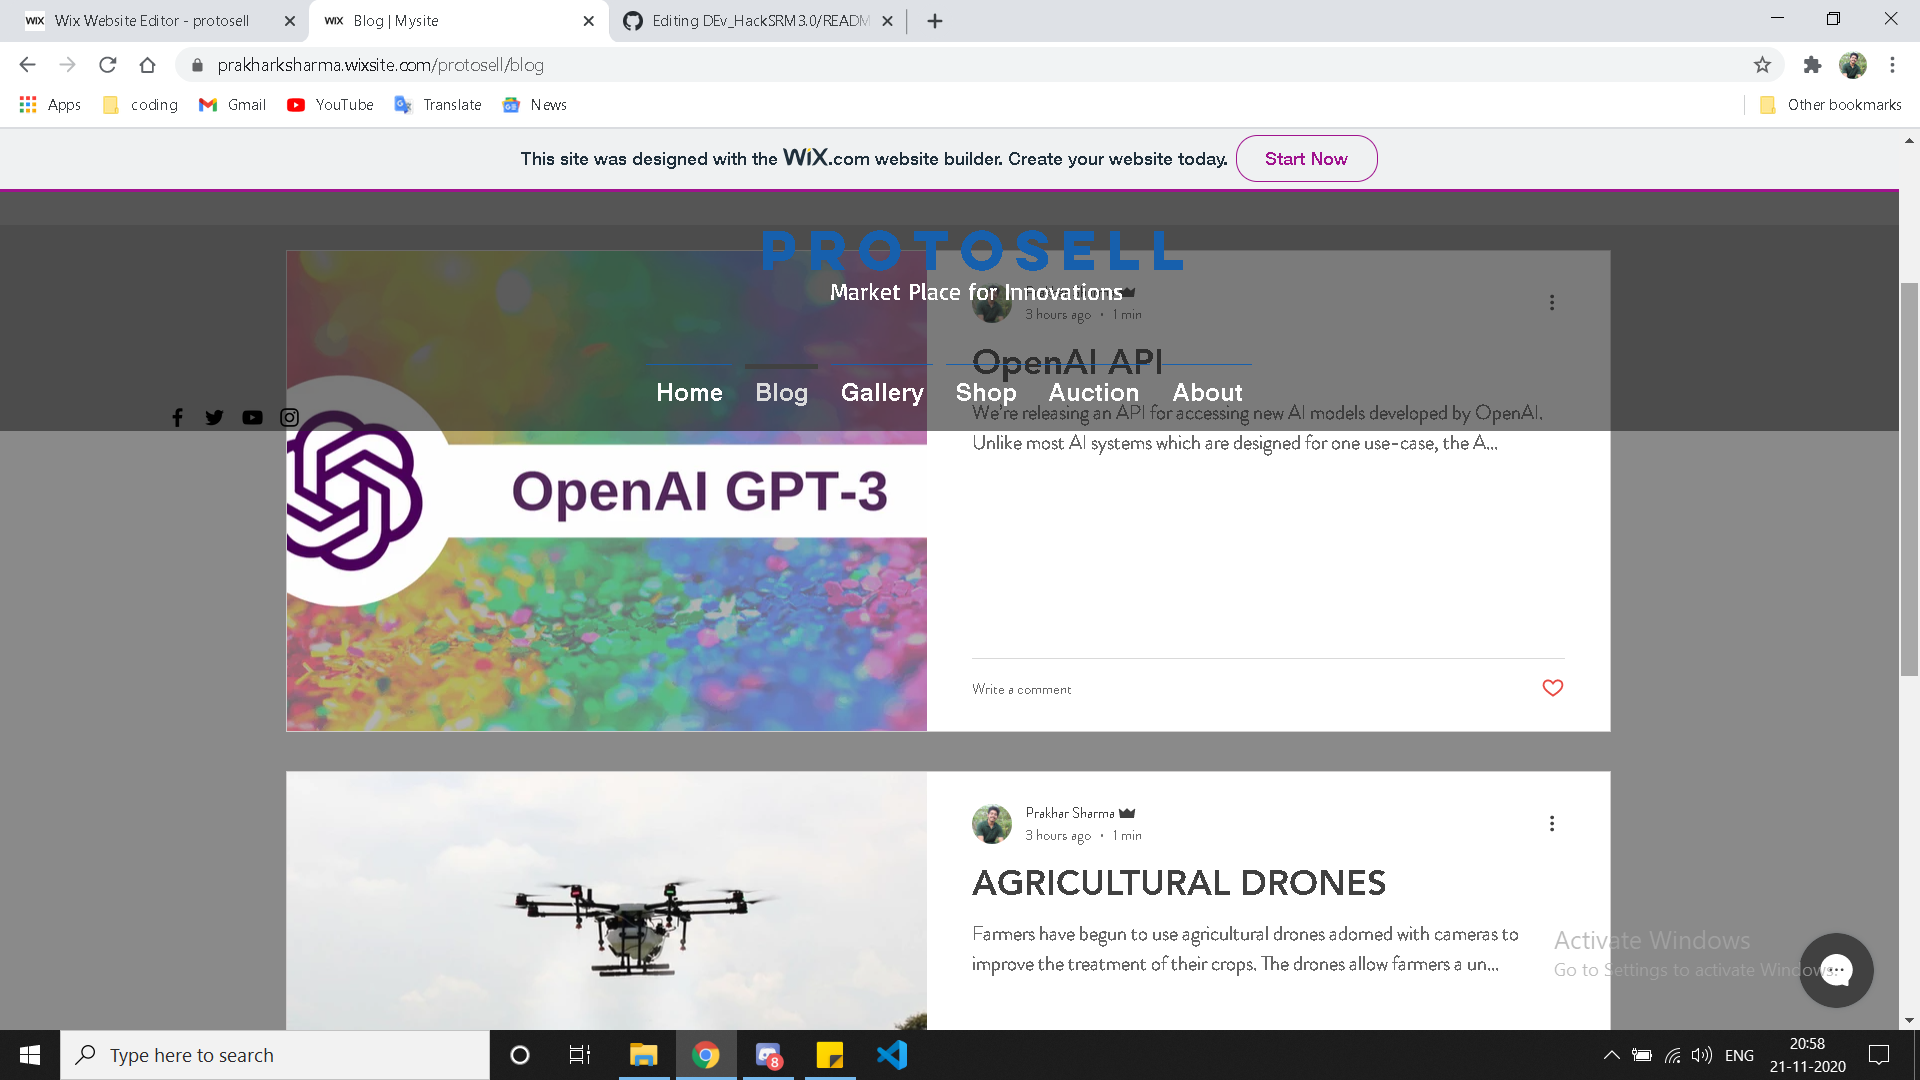 WIX Wix Website Editor - protosell
WIX Blog | Mysite
Editing DEv_HackSRM3.0/READM
prakharksharma.wixsite.com/protosell/blog
Apps coding Gmail YouTube Translate News Other bookmarks
This site was designed with the WiX.com website builder. Create your website today. Start Now
PROTOSELL
Market Place for Innovations
3 hours ago · 1 min
OpenAI API
Home Blog Gallery Shop Auction About
We're releasing an API for accessing new AI models developed by OpenAI.
Unlike most AI systems which are designed for one use-case, the A...
OpenAI GPT-3
Write a comment
Prakhar Sharma
3 hours ago · 1 min
AGRICULTURAL DRONES
Farmers have begun to use agricultural drones adorned with cameras to
improve the treatment of their crops. The drones allow farmers a un...
Activate Windows
Go to Settings to activate Windows.
Type here to search
8
ENG
20:58
21-11-2020